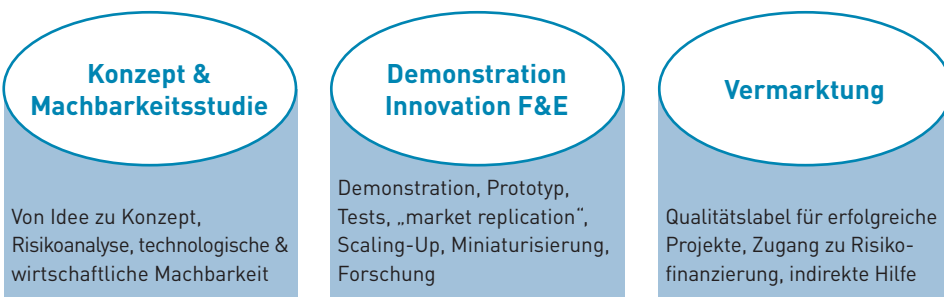 Konzept &
Machbarkeitsstudie
Von Idee zu Konzept,
Risikoanalyse, technologische &
wirtschaftliche Machbarkeit
Demonstration
Innovation F&E
Demonstration, Prototyp,
Tests, „market replication“,
Scaling-Up, Miniaturisierung,
Forschung
Vermarktung
Qualitätslabel für erfolgreiche
Projekte, Zugang zu Risiko-
finanzierung, indirekte Hilfe